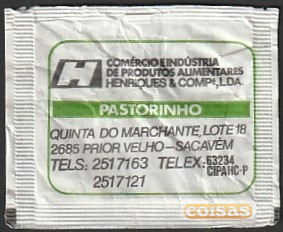 H
COMÉRCIO E INDÚSTRIA
DE PRODUTOS ALIMENTARES
HENRIQUES & COMPª, LDA.
PASTORINHO
QUINTA DO MARCHANTE, LOTE 18
2685 PRIOR VELHO - SACAVÉM
TELS: 2517163 TELEX: 63234
CIPAHC-P
2517121
coisas